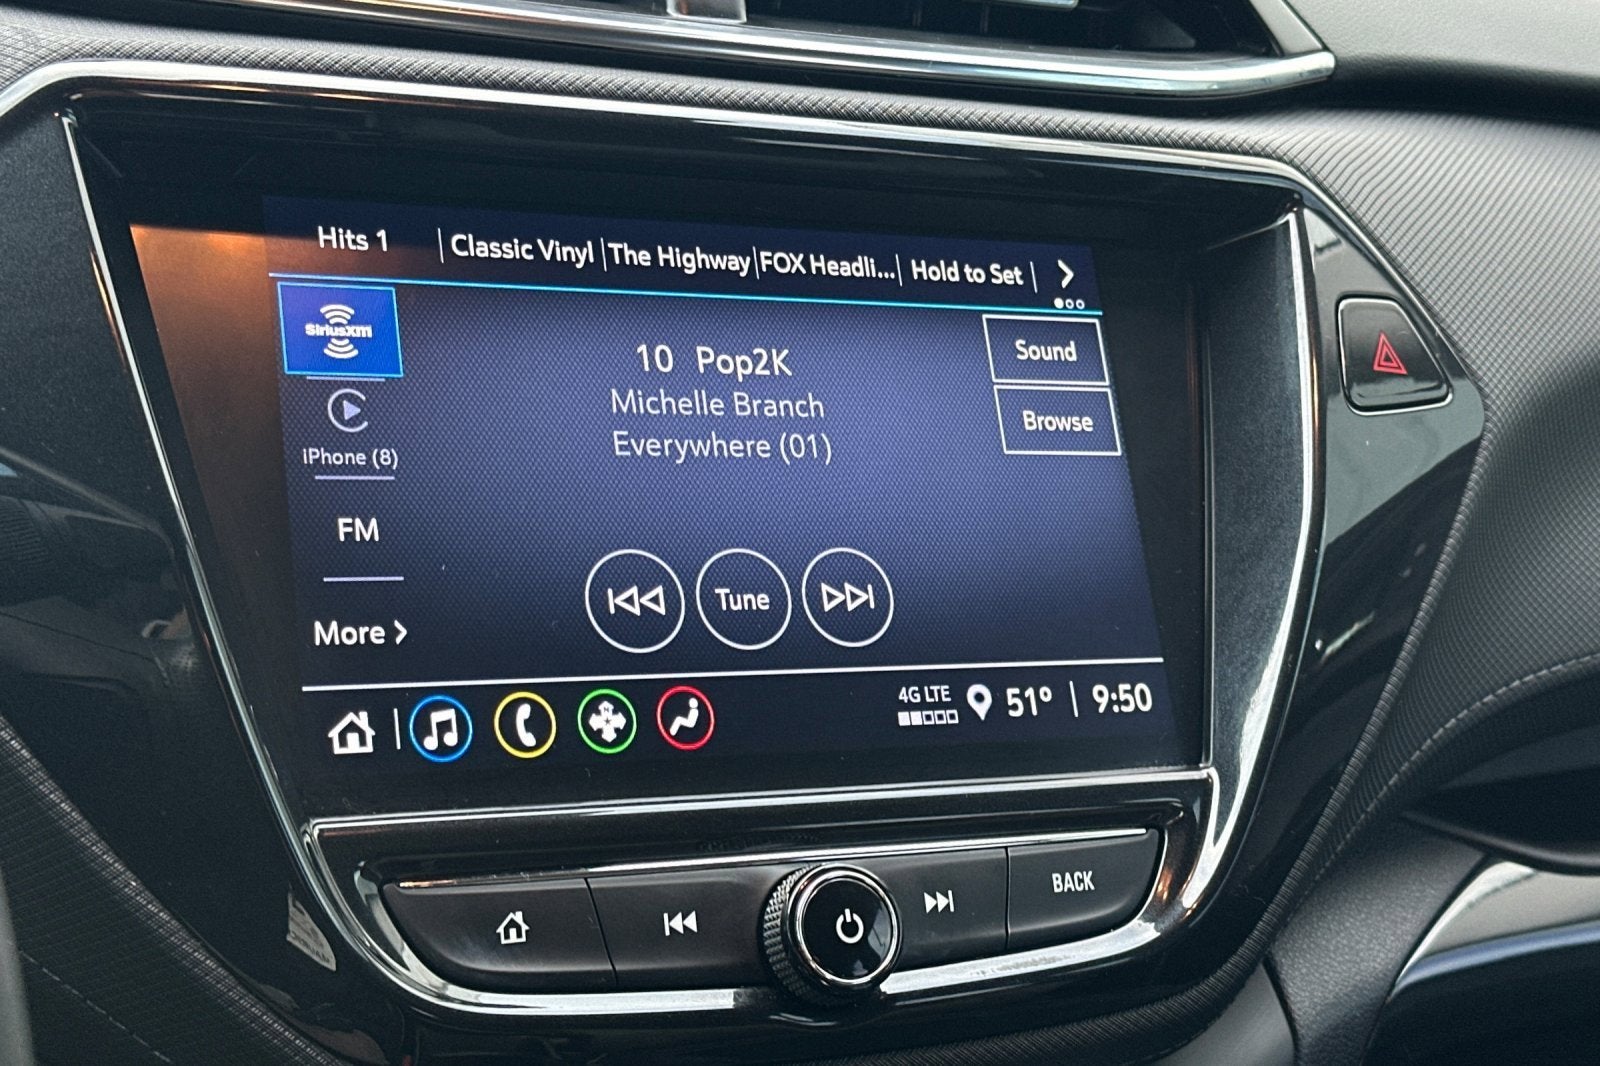 Hits 1 | Classic Vinyl | The Highway | FOX Headli... | Hold to Set |
SiriusXM
10 Pop2K
Michelle Branch
Everywhere (01)
Sound
Browse
iPhone (8)
FM
More
Tune
4G LTE 51° | 9:50
BACK